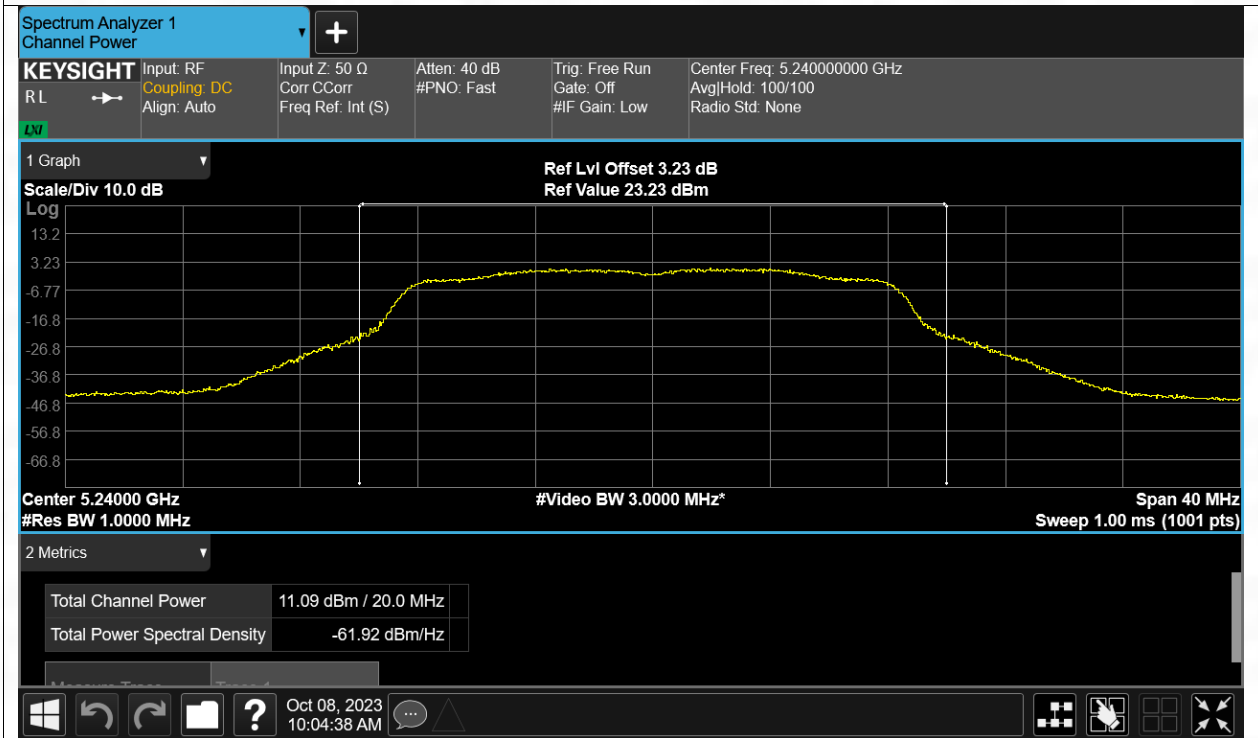 Spectrum Analyzer 1
Channel Power
KEYSIGHT
R L
LXI
Input: RF
Coupling: DC
Align: Auto
Input Z: 50 Ω
Corr CCorr
Freq Ref: Int (S)
Atten: 40 dB
#PNO: Fast
Trig: Free Run
Gate: Off
#IF Gain: Low
Center Freq: 5.240000000 GHz
Avg|Hold: 100/100
Radio Std: None
1 Graph
Scale/Div 10.0 dB
Ref Lvl Offset 3.23 dB
Ref Value 23.23 dBm
Log
13.2
3.23
-6.77
-16.8
-26.8
-36.8
-46.8
-56.8
-66.8
Center 5.24000 GHz
#Video BW 3.0000 MHz*
Span 40 MHz
#Res BW 1.0000 MHz
Sweep 1.00 ms (1001 pts)
2 Metrics
Total Channel Power 11.09 dBm / 20.0 MHz
Total Power Spectral Density -61.92 dBm/Hz
Oct 08, 2023
10:04:38 AM